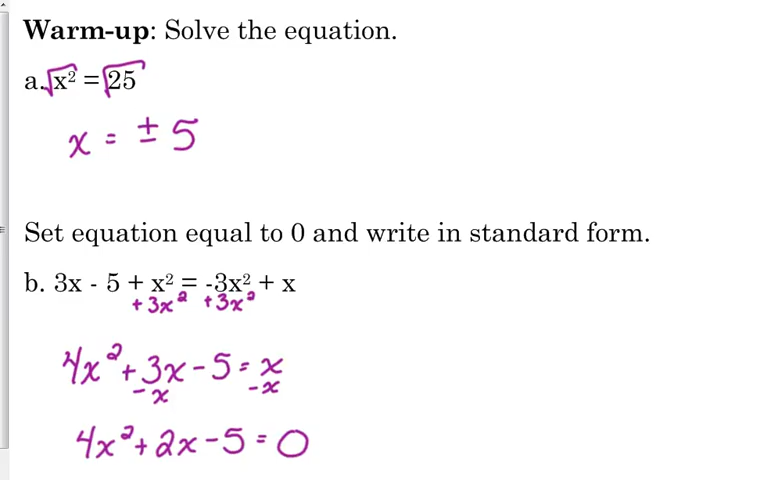 Warm-up: Solve the equation.
a. √x² = √25
x = ± 5
Set equation equal to 0 and write in standard form.
b. 3x - 5 + x² = -3x² + x
+3x² +3x²
4x² + 3x - 5 = x
-x -x
4x² + 2x - 5 = 0